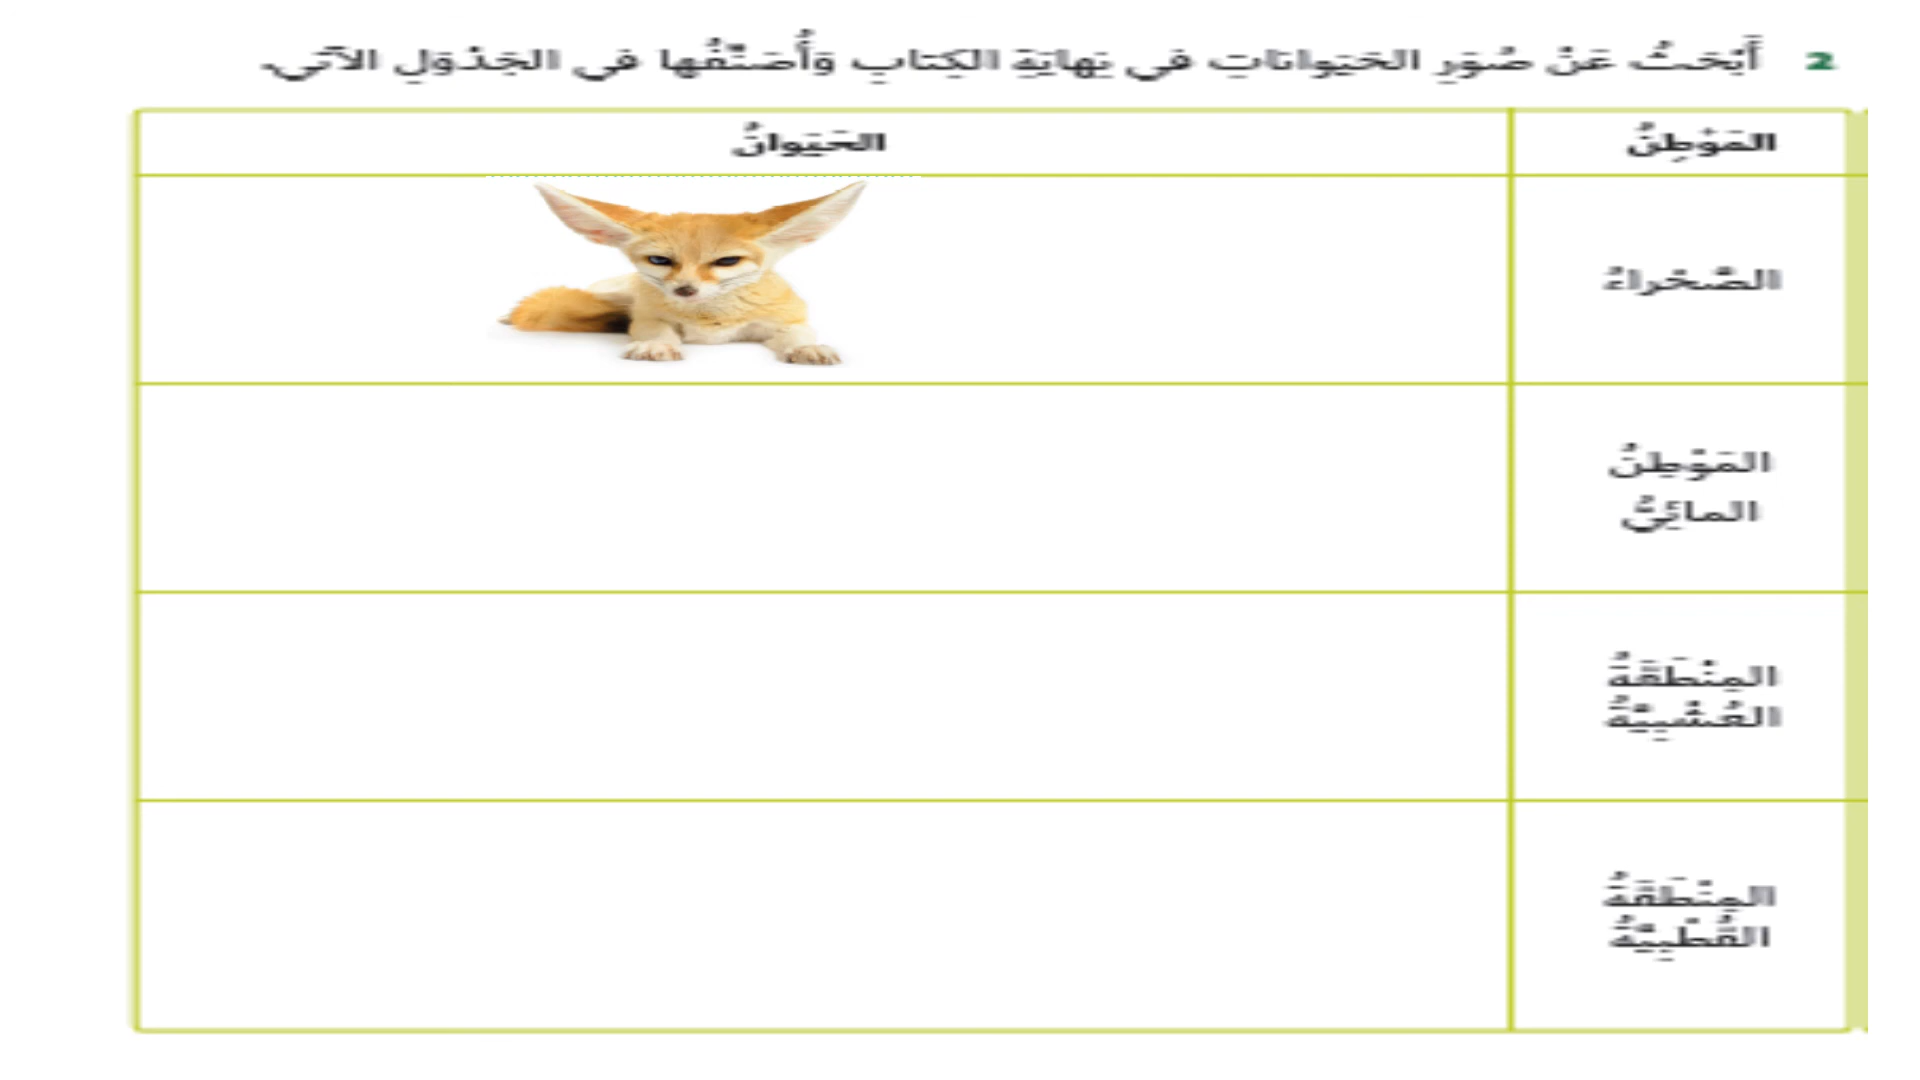 2 أَبْحَثُ عَنْ صُوَرِ الحَيَواناتِ في نِهايَةِ الكِتابِ وَأُصَنِّفُها في الجَدْوَلِ الآتي.
المَوْطِنُ الحَيَوانُ
الصَّحْراءُ
المَوْطِنُ
المائِيُّ
المِنْطَقَةُ
العُشْبِيَّةُ
المِنْطَقَةُ
القُطْبِيَّةُ